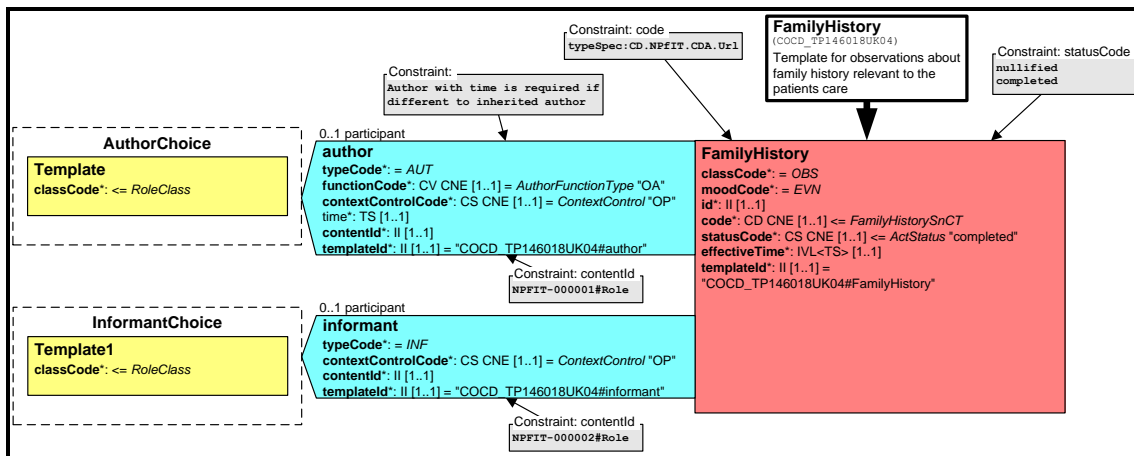 Constraint: code
typeSpec:CD.NPfIT.CDA.Url
FamilyHistory
(COCD_TP146018UK04)
Template for observations about
family history relevant to the
patients care
Constraint: statusCode
nullified
completed
Constraint:
Author with time is required if
different to inherited author
0..1 participant
AuthorChoice
Template
classCode*: <= RoleClass
author
typeCode*: = AUT
functionCode*: CV CNE [1..1] = AuthorFunctionType "OA"
contextControlCode*: CS CNE [1..1] = ContextControl "OP"
time*: TS [1..1]
contentId*: II [1..1]
templateId*: II [1..1] = "COCD_TP146018UK04#author"
FamilyHistory
classCode*: = OBS
moodCode*: = EVN
id*: II [1..1]
code*: CD CNE [1..1] <= FamilyHistorySnCT
statusCode*: CS CNE [1..1] <= ActStatus "completed"
effectiveTime*: IVL<TS> [1..1]
templateId*: II [1..1] =
"COCD_TP146018UK04#FamilyHistory"
Constraint: contentId
NPFIT-000001#Role
0..1 participant
InformantChoice
Template1
classCode*: <= RoleClass
informant
typeCode*: = INF
contextControlCode*: CS CNE [1..1] = ContextControl "OP"
contentId*: II [1..1]
templateId*: II [1..1] = "COCD_TP146018UK04#informant"
Constraint: contentId
NPFIT-000002#Role